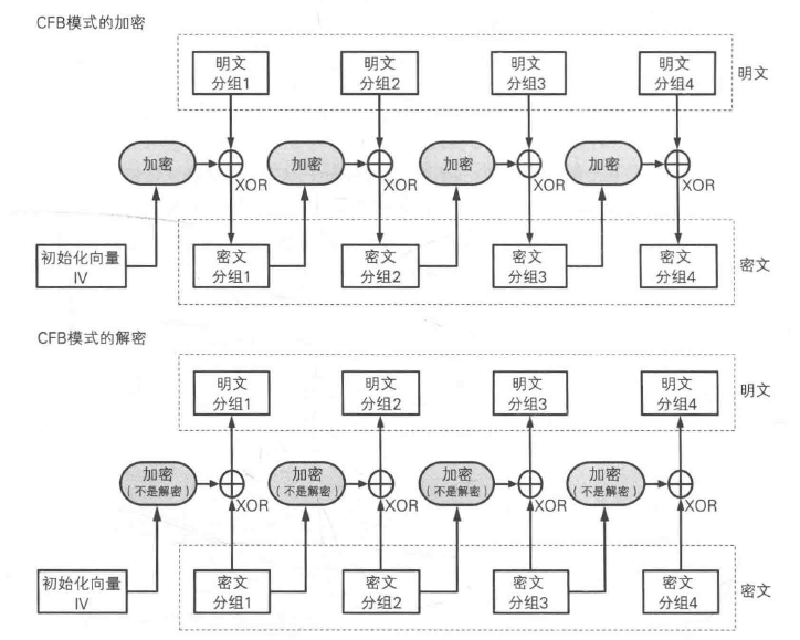 CFB模式的加密
明文 明文 明文 明文
分组1 分组2 分组3 分组4
明文
加密 加密 加密 加密
XOR XOR XOR XOR
初始化向量
IV
密文 密文 密文 密文
分组1 分组2 分组3 分组4
密文
CFB模式的解密
明文 明文 明文 明文
分组1 分组2 分组3 分组4
明文
加密 加密 加密 加密
(不是解密) (不是解密) (不是解密) (不是解密)
XOR XOR XOR XOR
初始化向量
IV
密文 密文 密文 密文
分组1 分组2 分组3 分组4
密文